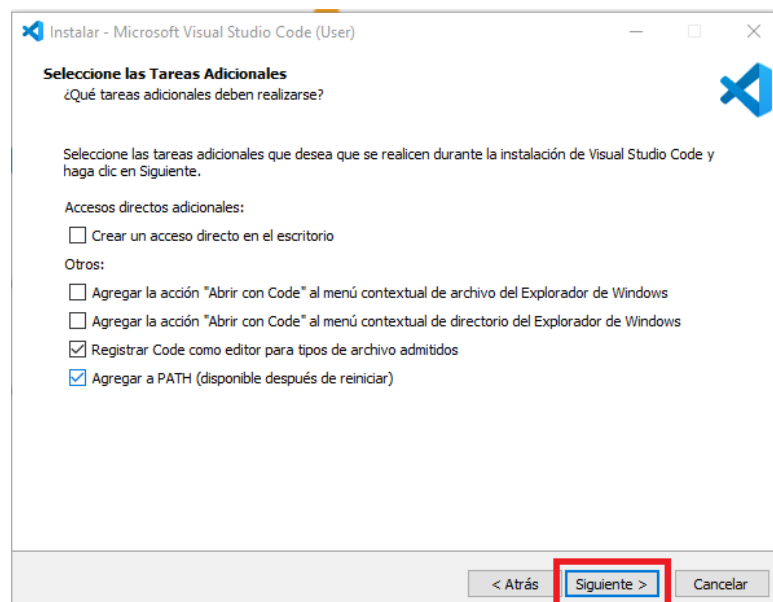 Instalar - Microsoft Visual Studio Code (User)
Seleccione las Tareas Adicionales
¿Qué tareas adicionales deben realizarse?
Seleccione las tareas adicionales que desea que se realicen durante la instalación de Visual Studio Code y
haga clic en Siguiente.
Accesos directos adicionales:
Crear un acceso directo en el escritorio
Otros:
Agregar la acción "Abrir con Code" al menú contextual de archivo del Explorador de Windows
Agregar la acción "Abrir con Code" al menú contextual de directorio del Explorador de Windows
Registrar Code como editor para tipos de archivo admitidos
Agregar a PATH (disponible después de reiniciar)
< Atrás Siguiente > Cancelar